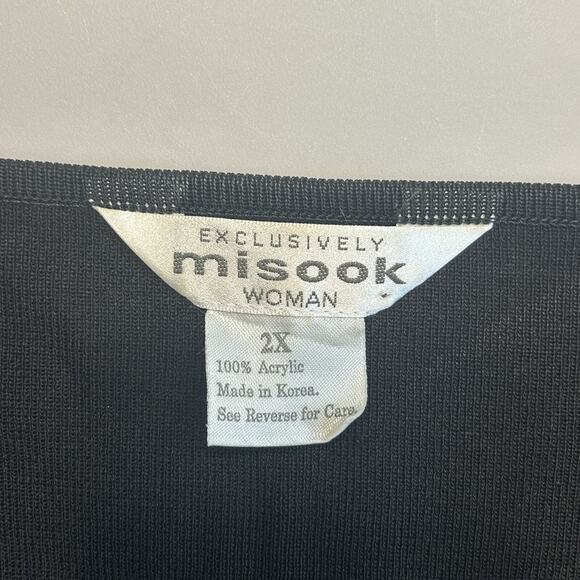 EXCLUSIVELY
misook
WOMAN
2X
100% Acrylic
Made in Korea.
See Reverse for Care.